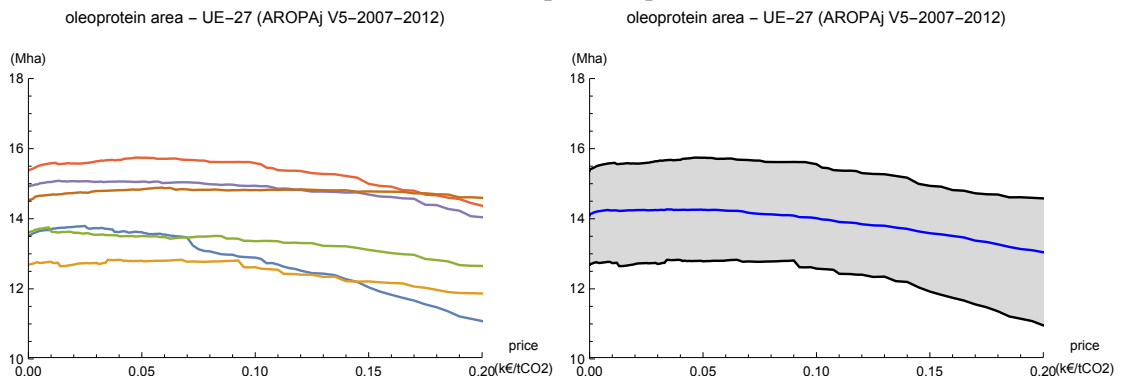 oleoprotein area − UE−27 (AROPAj V5−2007−2012)
(Mha)
18
16
14
12
10
0.00 0.05 0.10 0.15 0.20
price
(k€/tCO2)
oleoprotein area − UE−27 (AROPAj V5−2007−2012)
(Mha)
18
16
14
12
10
0.00 0.05 0.10 0.15 0.20
price
(k€/tCO2)